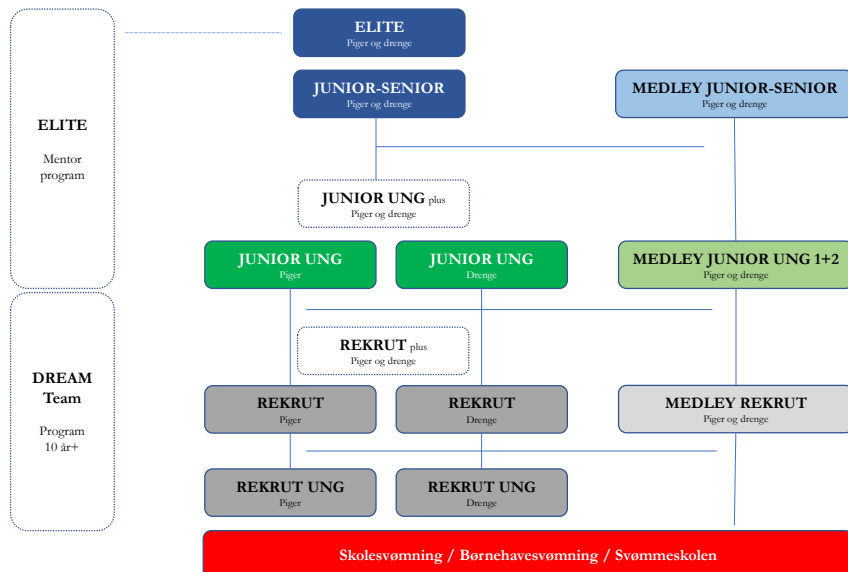 ELITE
Piger og drenge
JUNIOR-SENIOR
Piger og drenge
MEDLEY JUNIOR-SENIOR
Piger og drenge
ELITE
Mentor
program
JUNIOR UNG plus
Piger og drenge
JUNIOR UNG
Piger
JUNIOR UNG
Drenge
MEDLEY JUNIOR UNG 1+2
Piger og drenge
REKRUT plus
Piger og drenge
DREAM
Team
Program
10 år+
REKRUT
Piger
REKRUT
Drenge
MEDLEY REKRUT
Piger og drenge
REKRUT UNG
Piger
REKRUT UNG
Drenge
Skolesvømning / Børnehavesvømning / Svømmeskolen